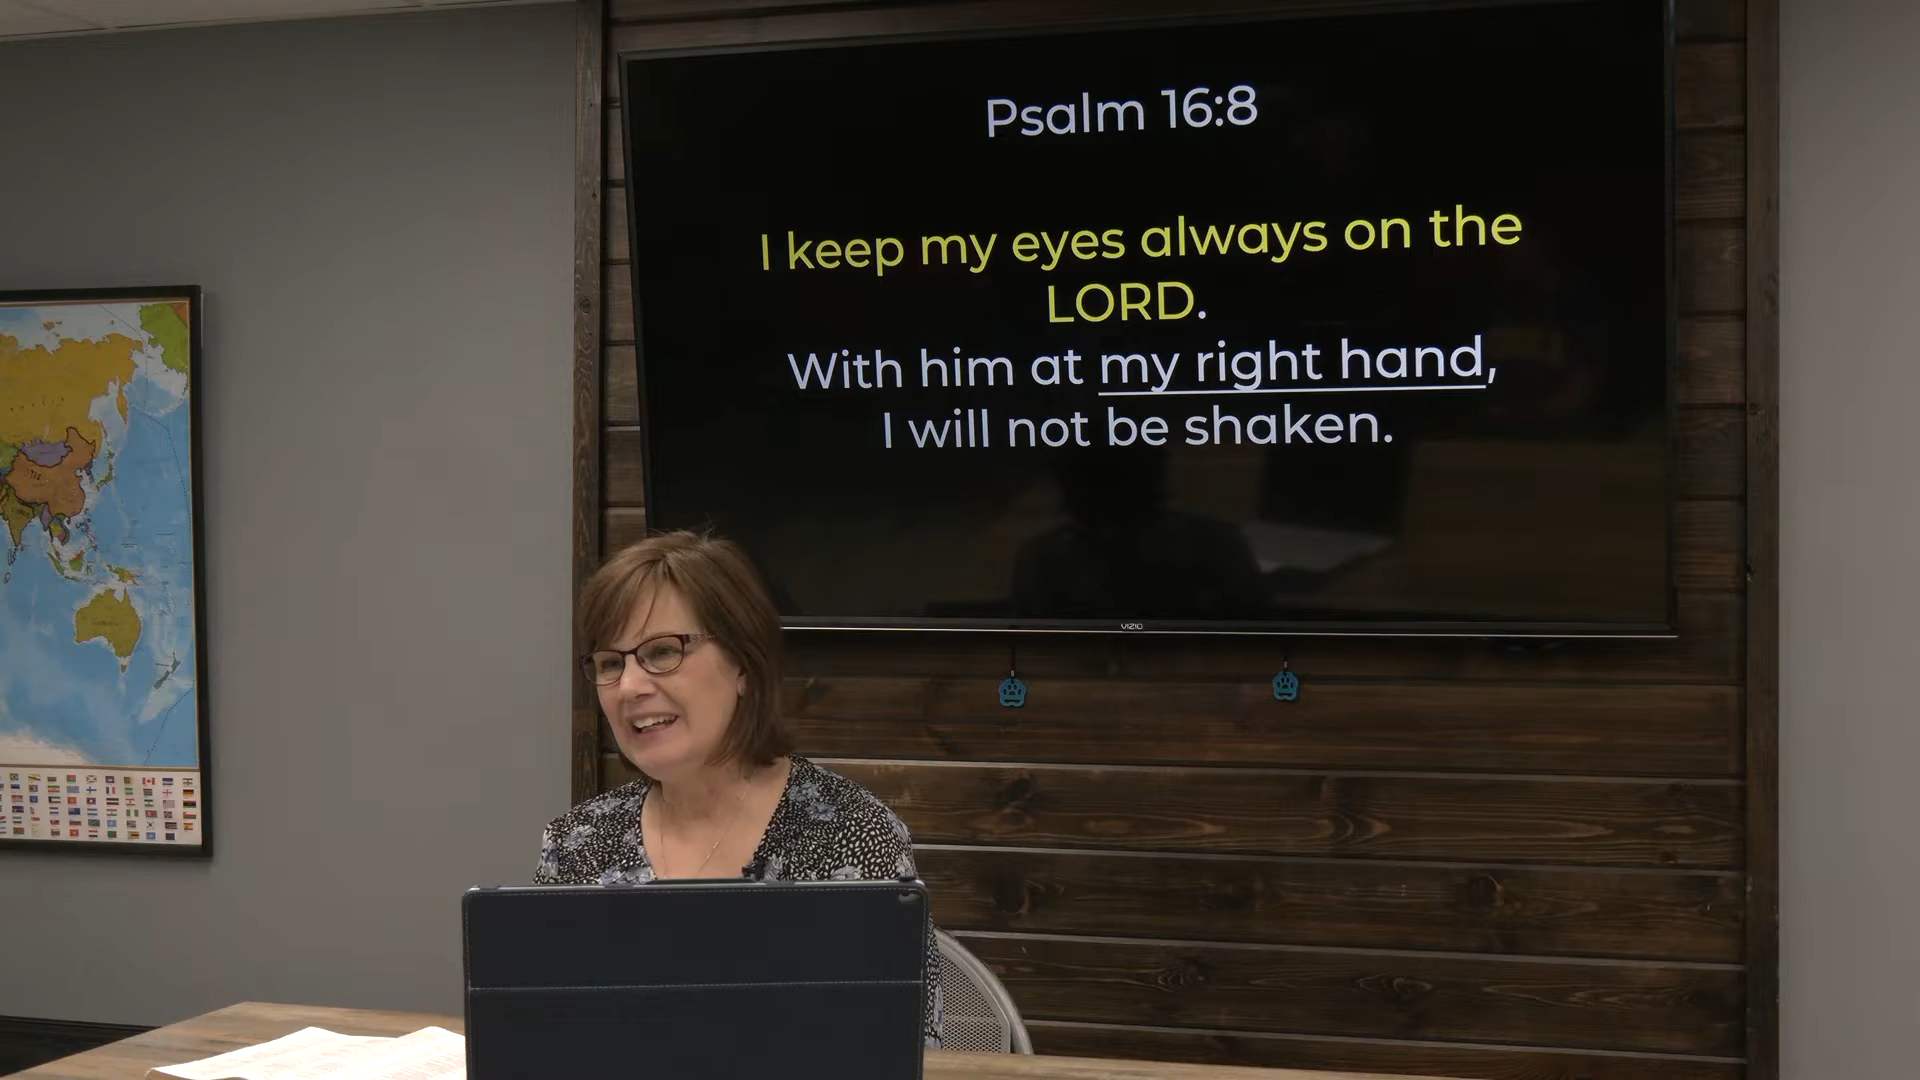 Psalm 16:8
I keep my eyes always on the
LORD.
With him at my right hand,
I will not be shaken.
VIZIO